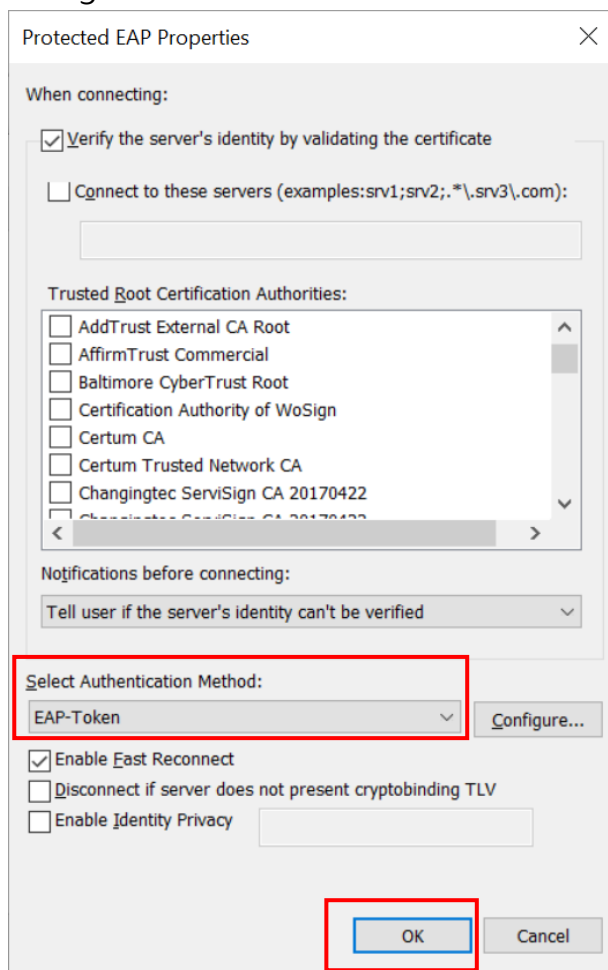 Protected EAP Properties
When connecting:
Verify the server's identity by validating the certificate
Connect to these servers (examples:srv1;srv2;.*\.srv3\.com):
Trusted Root Certification Authorities:
AddTrust External CA Root
AffirmTrust Commercial
Baltimore CyberTrust Root
Certification Authority of WoSign
Certum CA
Certum Trusted Network CA
Changingtec ServiSign CA 20170422
Notifications before connecting:
Tell user if the server's identity can't be verified
Select Authentication Method:
EAP-Token
Configure...
Enable Fast Reconnect
Disconnect if server does not present cryptobinding TLV
Enable Identity Privacy
OK Cancel